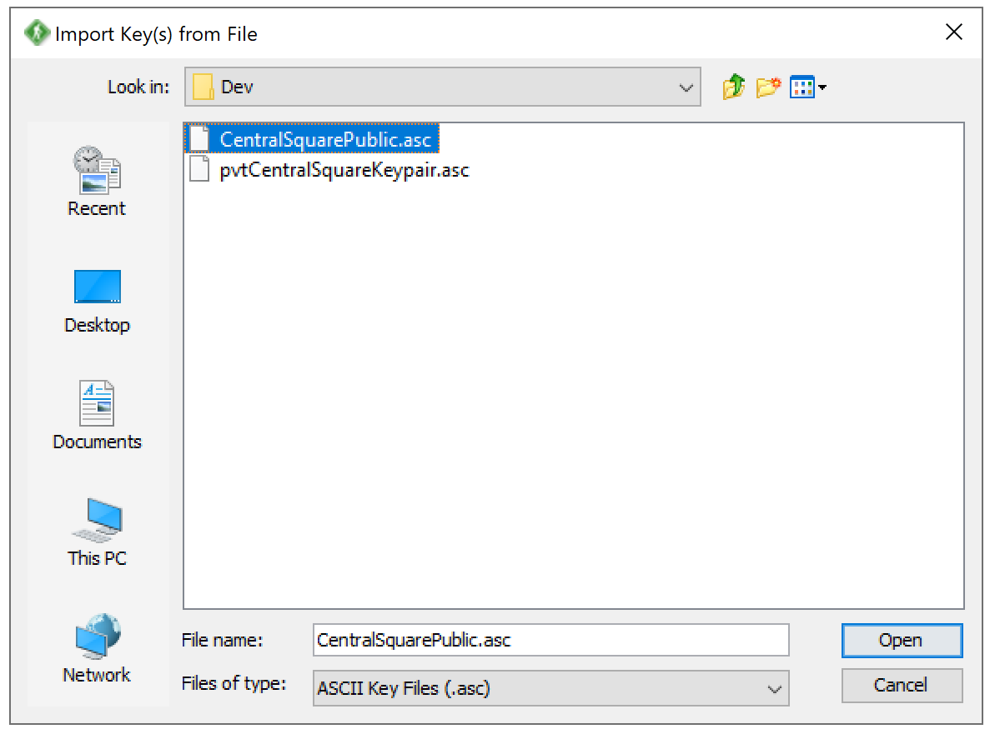 Import Key(s) from File
Look in: Dev
CentralSquarePublic.asc
pvtCentralSquareKeypair.asc
Recent
Desktop
Documents
This PC
Network
File name: CentralSquarePublic.asc Open
Files of type: ASCII Key Files (.asc) Cancel